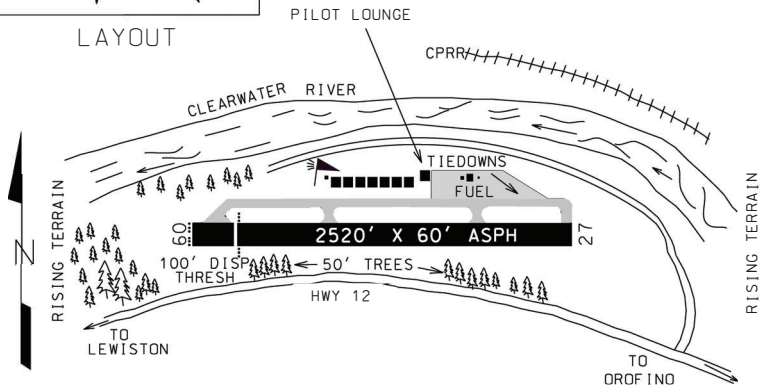 LAYOUT
PILOT LOUNGE
CPRR
CLEARWATER RIVER
TIEDOWNS
FUEL
RISING TERRAIN
RISING TERRAIN
N
60
2520' X 60' ASPH
27
100' DISP
THRESH
50' TREES
HWY 12
TO
LEWISTON
TO
OROFINO